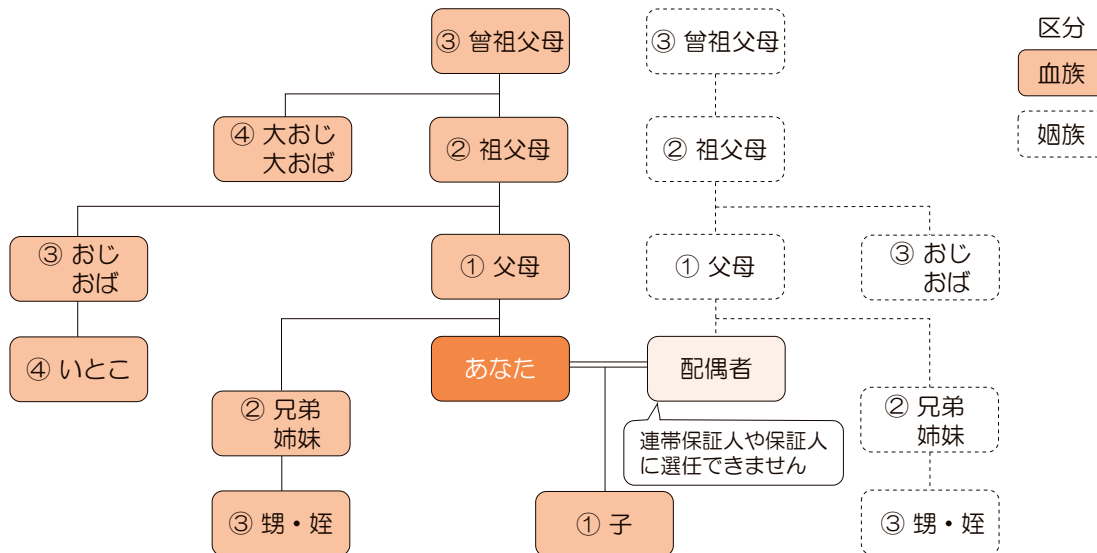 ③ 曾祖父母
③ 曾祖父母
区分
血族
④ 大おじ
大おば
② 祖父母
② 祖父母
姻族
③ おじ
おば
① 父母
① 父母
③ おじ
おば
④ いとこ
あなた
配偶者
② 兄弟
姉妹
② 兄弟
姉妹
連帯保証人や保証人
に選任できません
③ 甥・姪
① 子
③ 甥・姪